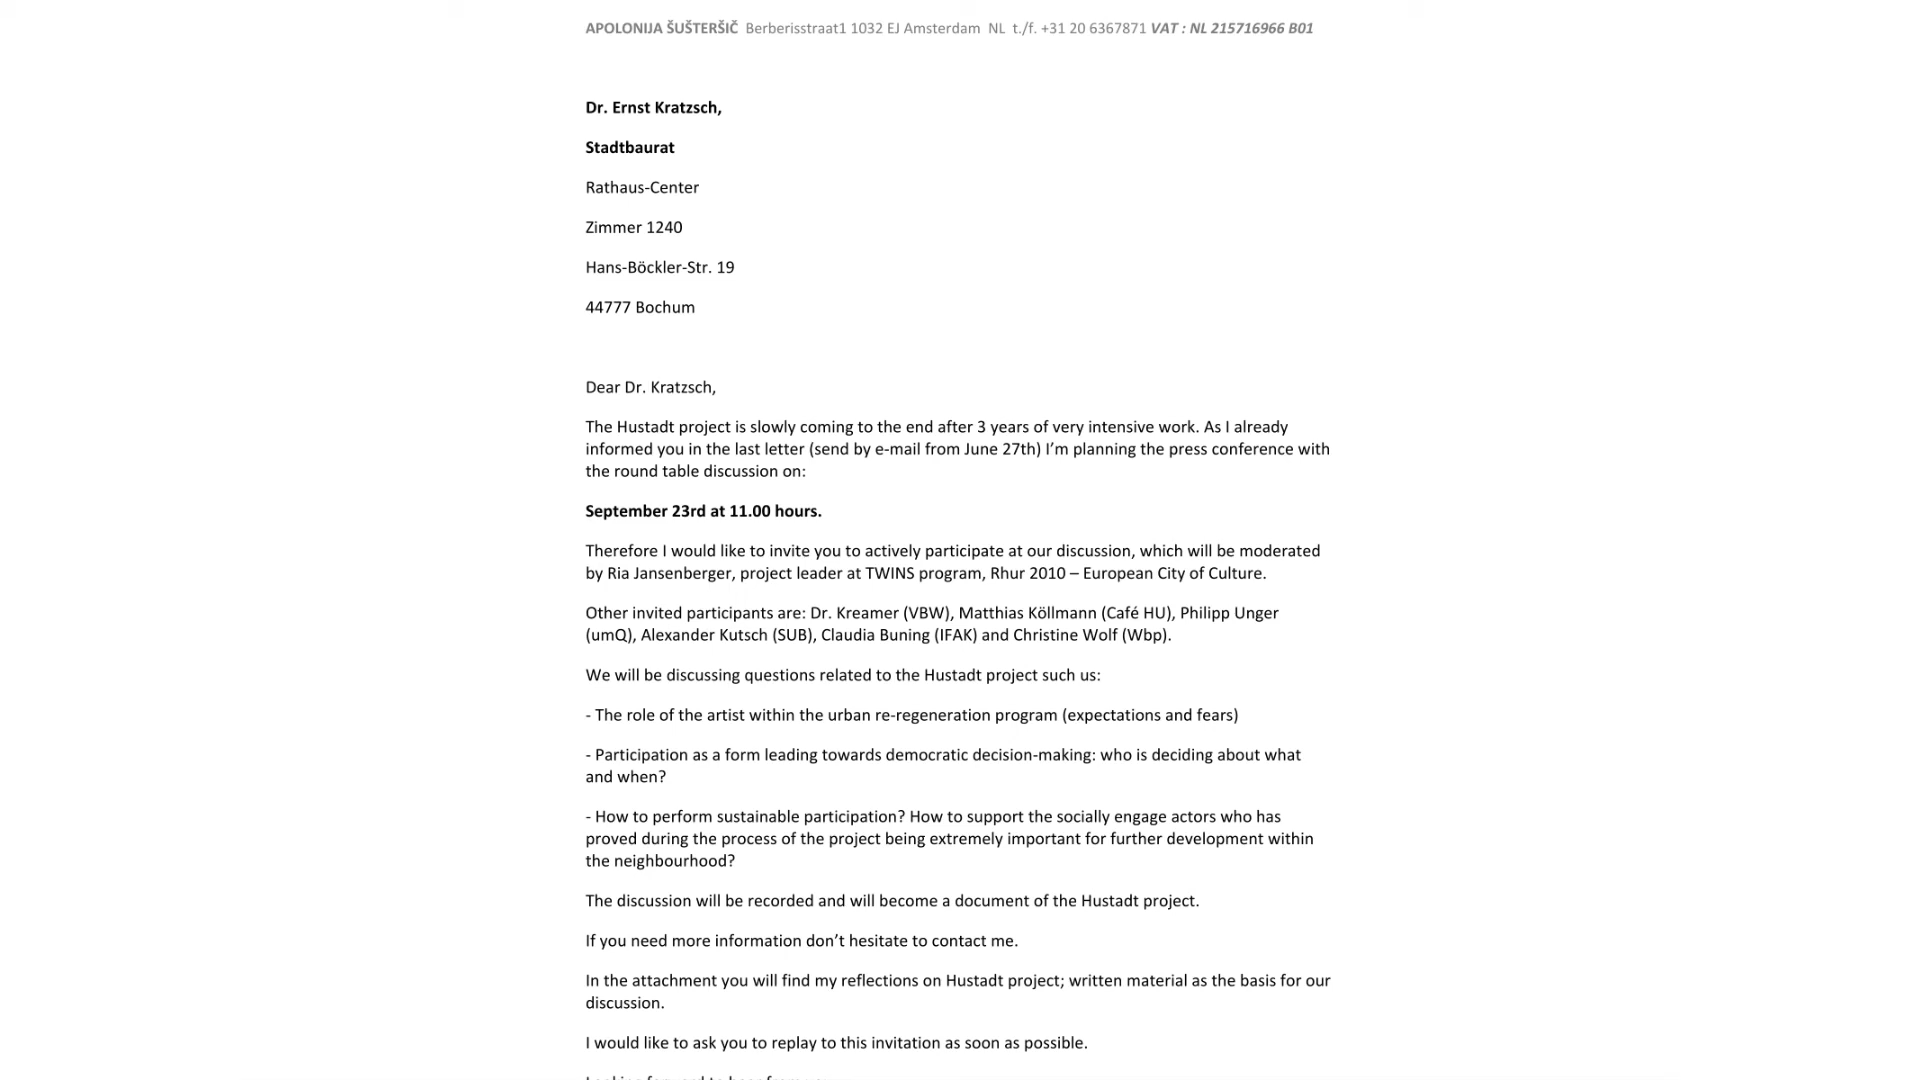 APOLONIJA ŠUŠTERŠIČ Berberisstraat1 1032 EJ Amsterdam NL t./f. +31 20 6367871 VAT : NL 215716966 B01
Dr. Ernst Kratzsch,
Stadtbaurat
Rathaus-Center
Zimmer 1240
Hans-Böckler-Str. 19
44777 Bochum
Dear Dr. Kratzsch,
The Hustadt project is slowly coming to the end after 3 years of very intensive work. As I already
informed you in the last letter (send by e-mail from June 27th) I’m planning the press conference with
the round table discussion on:
September 23rd at 11.00 hours.
Therefore I would like to invite you to actively participate at our discussion, which will be moderated
by Ria Jansenberger, project leader at TWINS program, Rhur 2010 – European City of Culture.
Other invited participants are: Dr. Kreamer (VBW), Matthias Köllmann (Café HU), Philipp Unger
(umQ), Alexander Kutsch (SUB), Claudia Buning (IFAK) and Christine Wolf (Wbp).
We will be discussing questions related to the Hustadt project such us:
- The role of the artist within the urban re-regeneration program (expectations and fears)
- Participation as a form leading towards democratic decision-making: who is deciding about what
and when?
- How to perform sustainable participation? How to support the socially engage actors who has
proved during the process of the project being extremely important for further development within
the neighbourhood?
The discussion will be recorded and will become a document of the Hustadt project.
If you need more information don’t hesitate to contact me.
In the attachment you will find my reflections on Hustadt project; written material as the basis for our
discussion.
I would like to ask you to replay to this invitation as soon as possible.